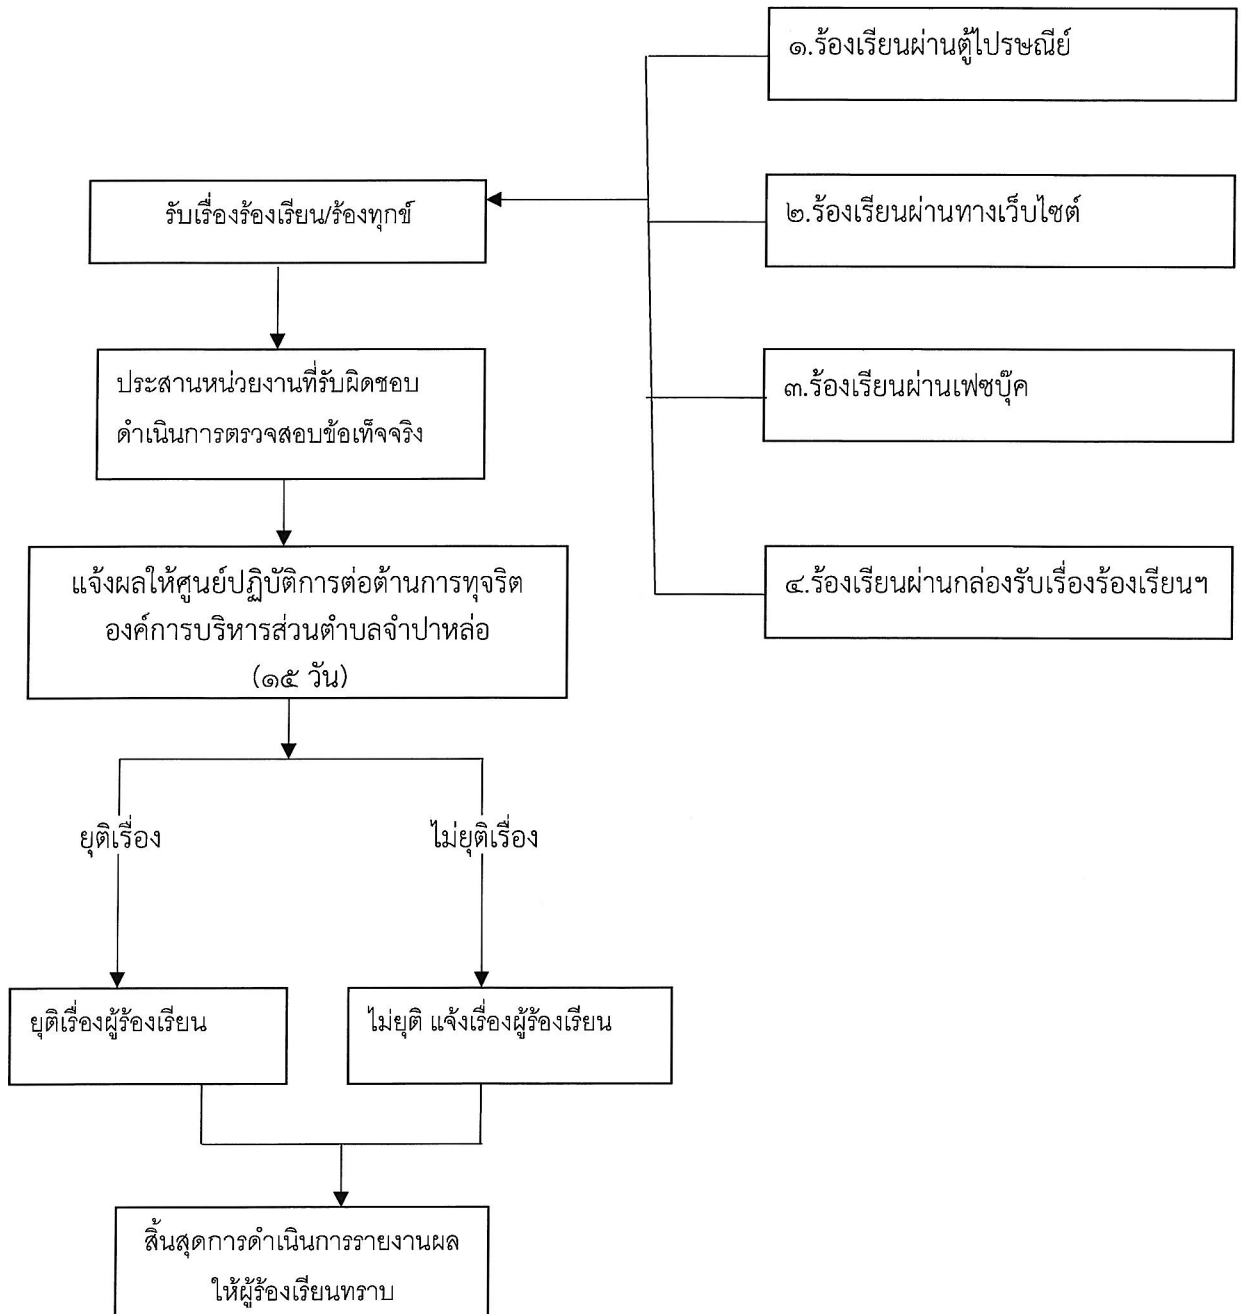 ๑.ร้องเรียนผ่านตู้ไปรษณีย์
รับเรื่องร้องเรียน/ร้องทุกข์
๒.ร้องเรียนผ่านทางเว็บไซต์
ประสานหน่วยงานที่รับผิดชอบ
ดำเนินการตรวจสอบข้อเท็จจริง
๓.ร้องเรียนผ่านเฟซบุ๊ค
แจ้งผลให้ศูนย์ปฏิบัติการต่อต้านการทุจริต
องค์การบริหารส่วนตำบลจำปาหล่อ
(๑๕ วัน)
๔.ร้องเรียนผ่านกล่องรับเรื่องร้องเรียนฯ
ยุติเรื่อง
ไม่ยุติเรื่อง
ยุติเรื่องผู้ร้องเรียน
ไม่ยุติ แจ้งเรื่องผู้ร้องเรียน
สิ้นสุดการดำเนินการรายงานผล
ให้ผู้ร้องเรียนทราบ